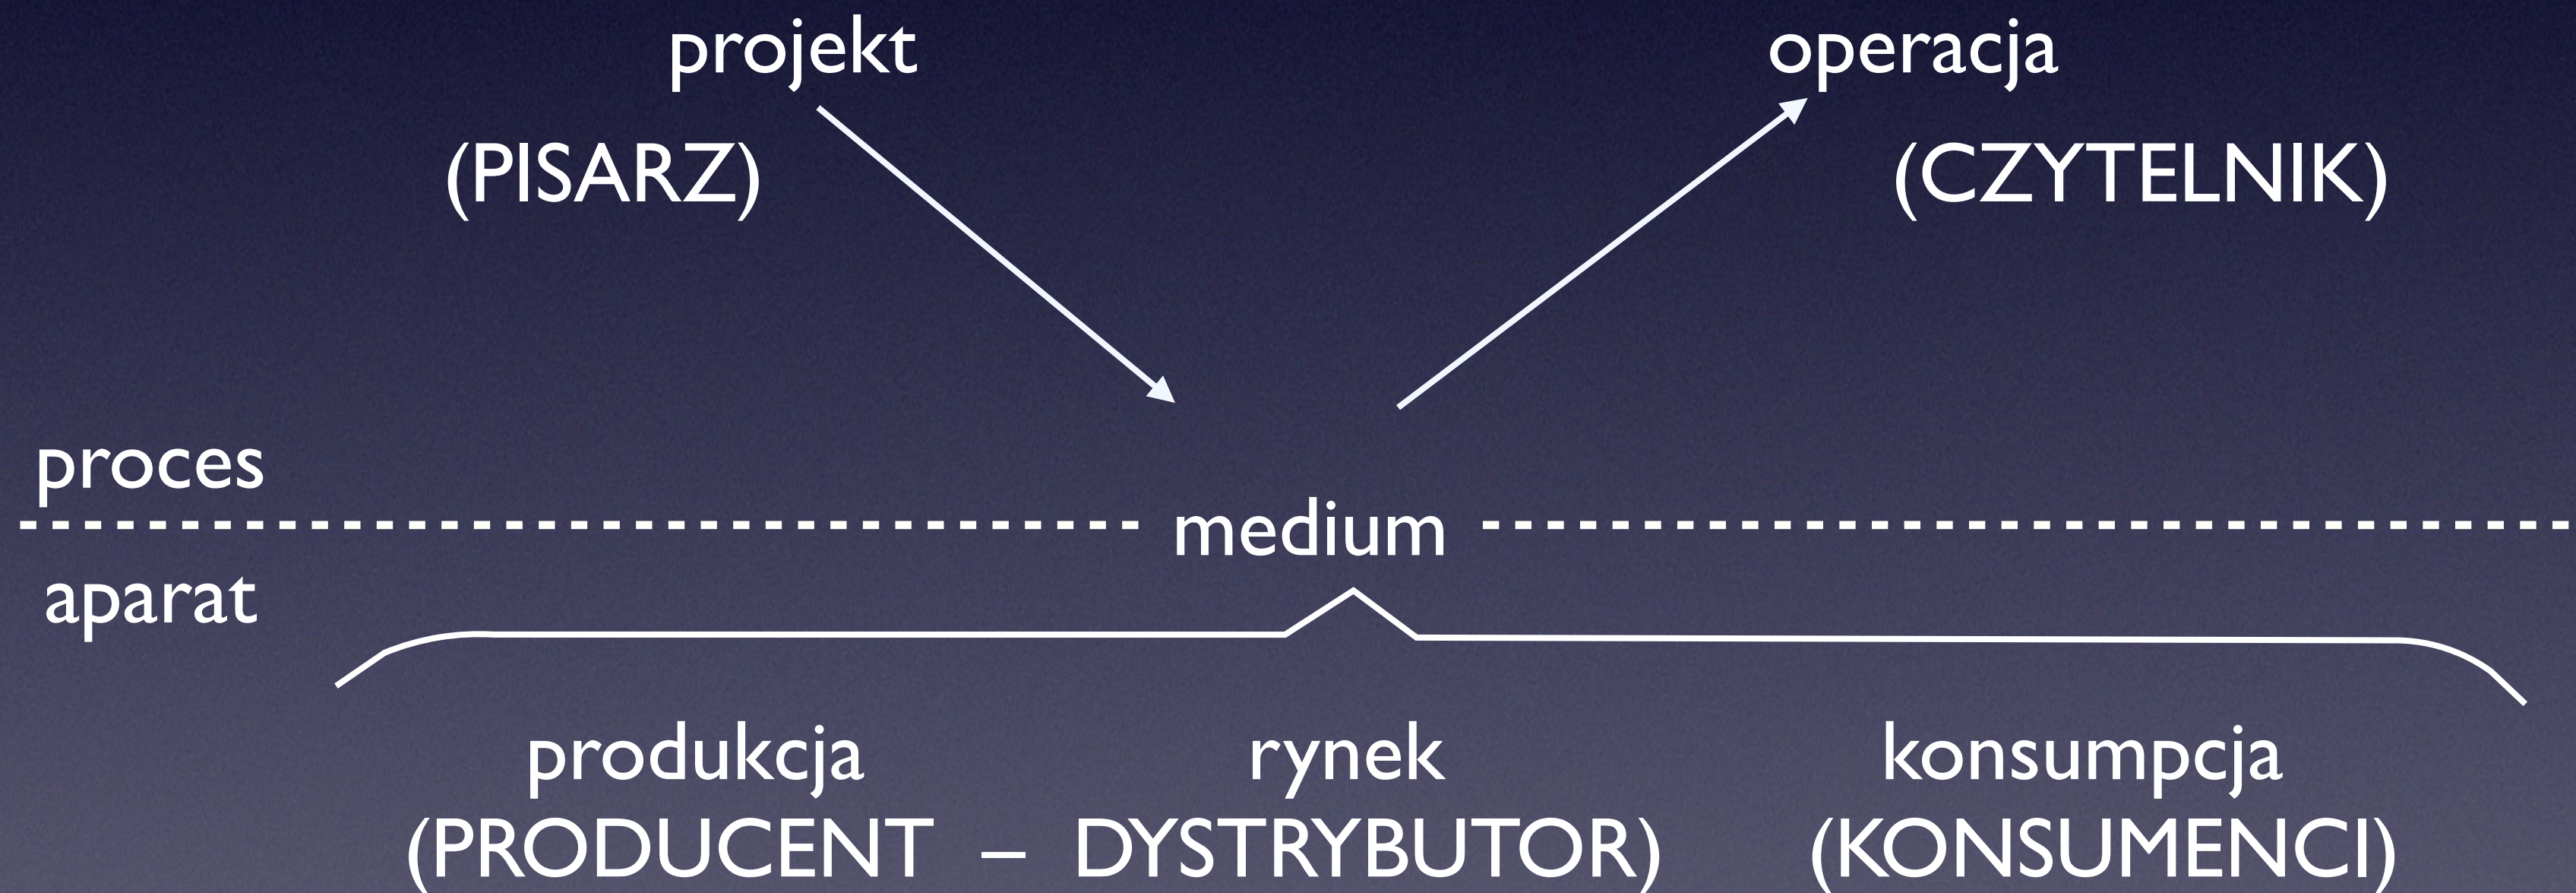 projekt operacja
(PISARZ) (CZYTELNIK)
proces
medium
aparat
produkcja rynek konsumpcja
(PRODUCENT – DYSTRYBUTOR) (KONSUMENCI)